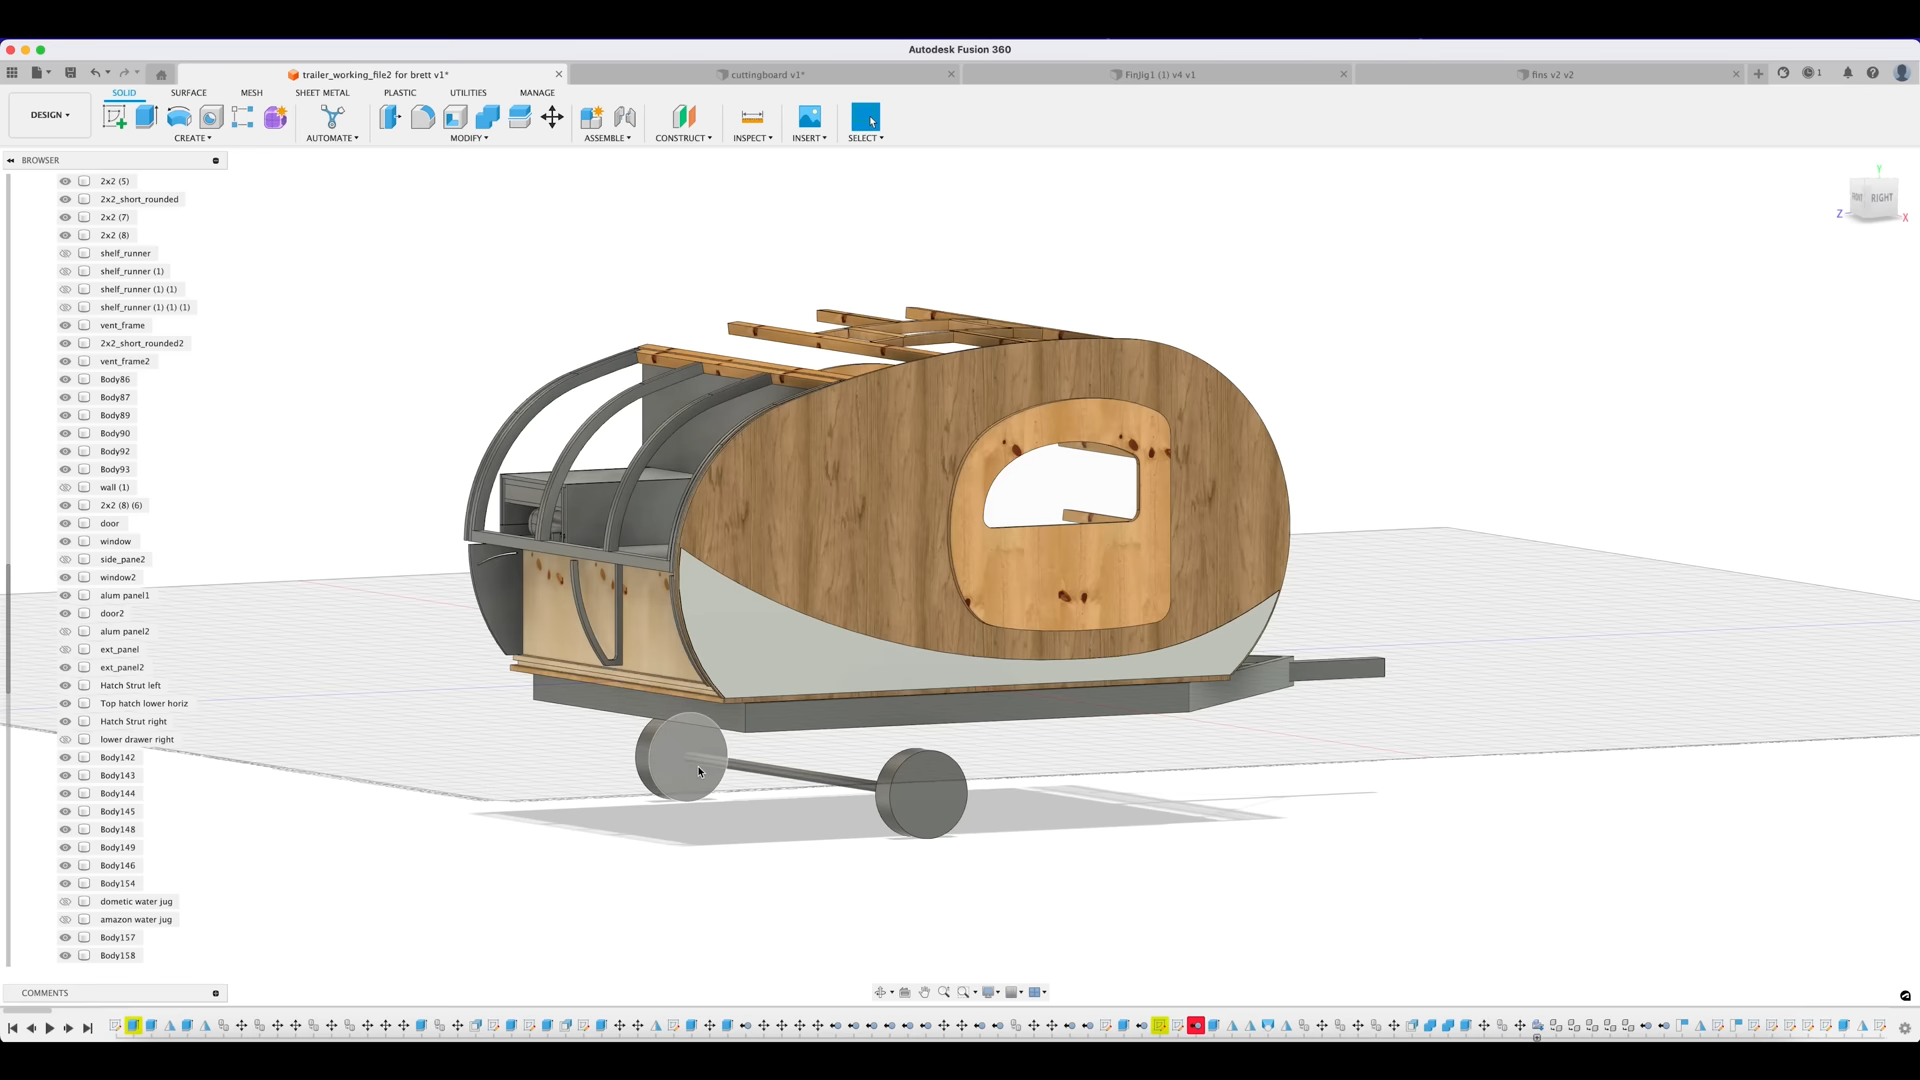 Autodesk Fusion 360
trailer_working_file2 for brett v1*
cuttingboard v1*
FinJig1 (1) v4 v1
fins v2 v2
1
SOLID SURFACE MESH SHEET METAL PLASTIC UTILITIES MANAGE
DESIGN
CREATE AUTOMATE MODIFY ASSEMBLE CONSTRUCT INSPECT INSERT SELECT
BROWSER
2x2 (5)
2x2_short_rounded
2x2 (7)
2x2 (8)
shelf_runner
shelf_runner (1)
shelf_runner (1) (1)
shelf_runner (1) (1) (1)
vent_frame
2x2_short_rounded2
vent_frame2
Body86
Body87
Body89
Body90
Body92
Body93
wall (1)
2x2 (8) (6)
door
window
side_pane2
window2
alum panel1
door2
alum panel2
ext_panel
ext_panel2
Hatch Strut left
Top hatch lower horiz
Hatch Strut right
lower drawer right
Body142
Body143
Body144
Body145
Body148
Body149
Body146
Body154
dometic water jug
amazon water jug
Body157
Body158
COMMENTS
Y
FRONT RIGHT
Z X